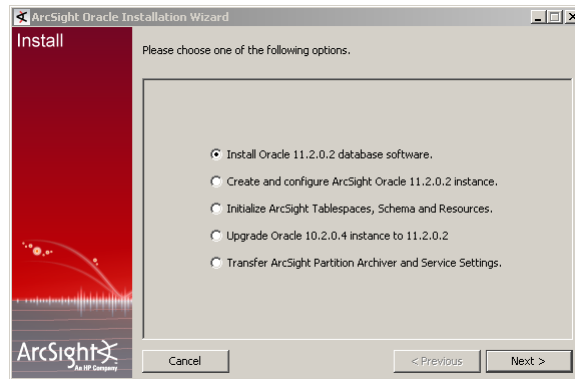 ArcSight Oracle Installation Wizard
Install
Please choose one of the following options.
Install Oracle 11.2.0.2 database software.
Create and configure ArcSight Oracle 11.2.0.2 instance.
Initialize ArcSight Tablespaces, Schema and Resources.
Upgrade Oracle 10.2.0.4 instance to 11.2.0.2
Transfer ArcSight Partition Archiver and Service Settings.
ArcSight
An HP Company
Cancel
< Previous
Next >